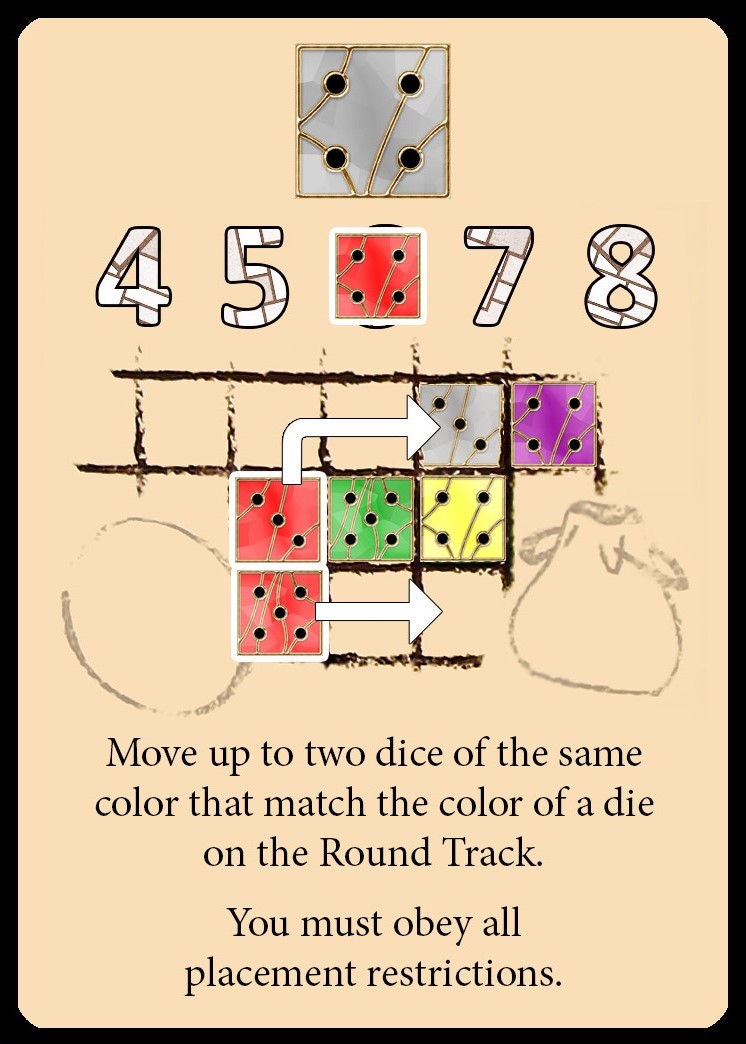 4 5 7 8
Move up to two dice of the same
color that match the color of a die
on the Round Track.
You must obey all
placement restrictions.